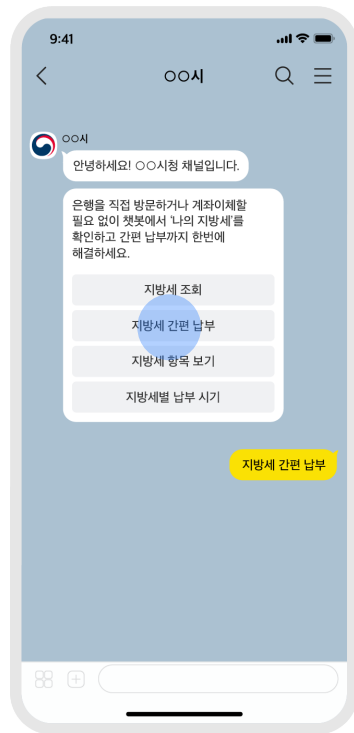 9:41
○○시
○○시
안녕하세요! ○○시청 채널입니다.
은행을 직접 방문하거나 계좌이체할
필요 없이 챗봇에서 '나의 지방세'를
확인하고 간편 납부까지 한번에
해결하세요.
지방세 조회
지방세 간편 납부
지방세 항목 보기
지방세별 납부 시기
지방세 간편 납부